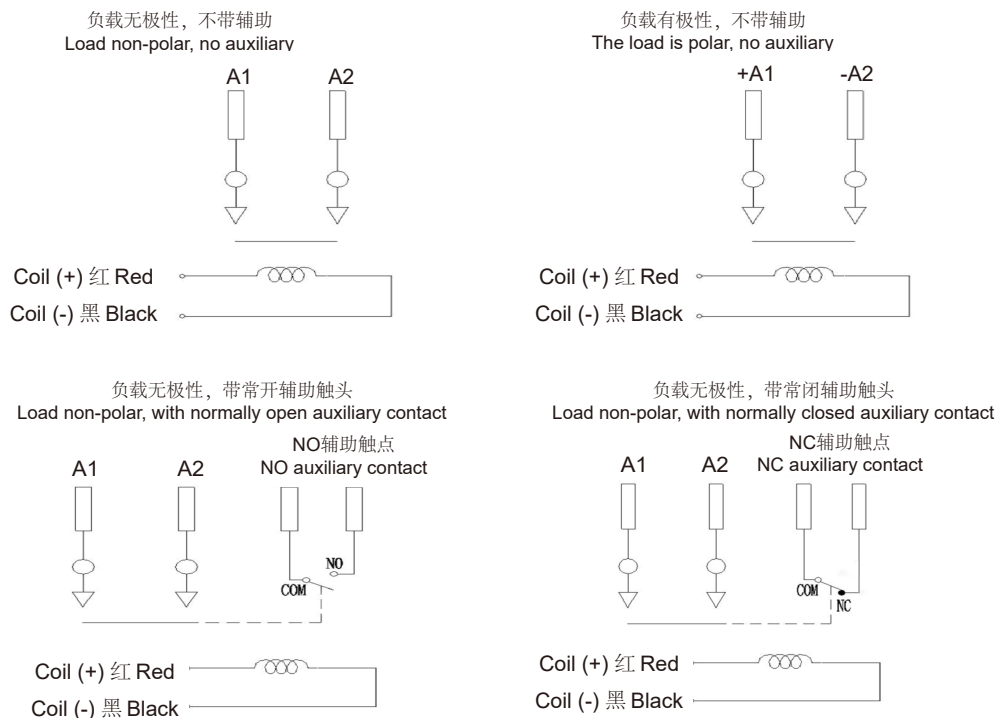 负载无极性，不带辅助
Load non-polar, no auxiliary
A1 A2
Coil (+) 红 Red
Coil (-) 黑 Black
负载有极性，不带辅助
The load is polar, no auxiliary
+A1 -A2
Coil (+) 红 Red
Coil (-) 黑 Black
负载无极性，带常开辅助触头
Load non-polar, with normally open auxiliary contact
NO辅助触点
NO auxiliary contact
A1 A2
NO
COM
Coil (+) 红 Red
Coil (-) 黑 Black
负载无极性，带常闭辅助触头
Load non-polar, with normally closed auxiliary contact
NC辅助触点
NC auxiliary contact
A1 A2
COM
NC
Coil (+) 红 Red
Coil (-) 黑 Black